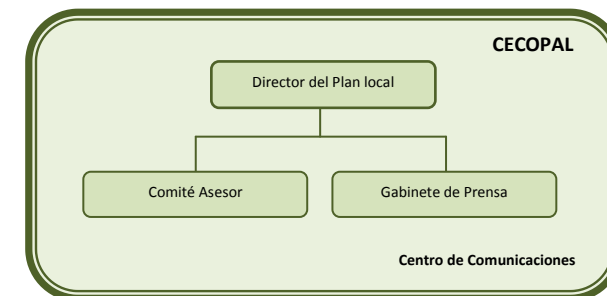 CECOPAL
Director del Plan local
Comité Asesor
Gabinete de Prensa
Centro de Comunicaciones